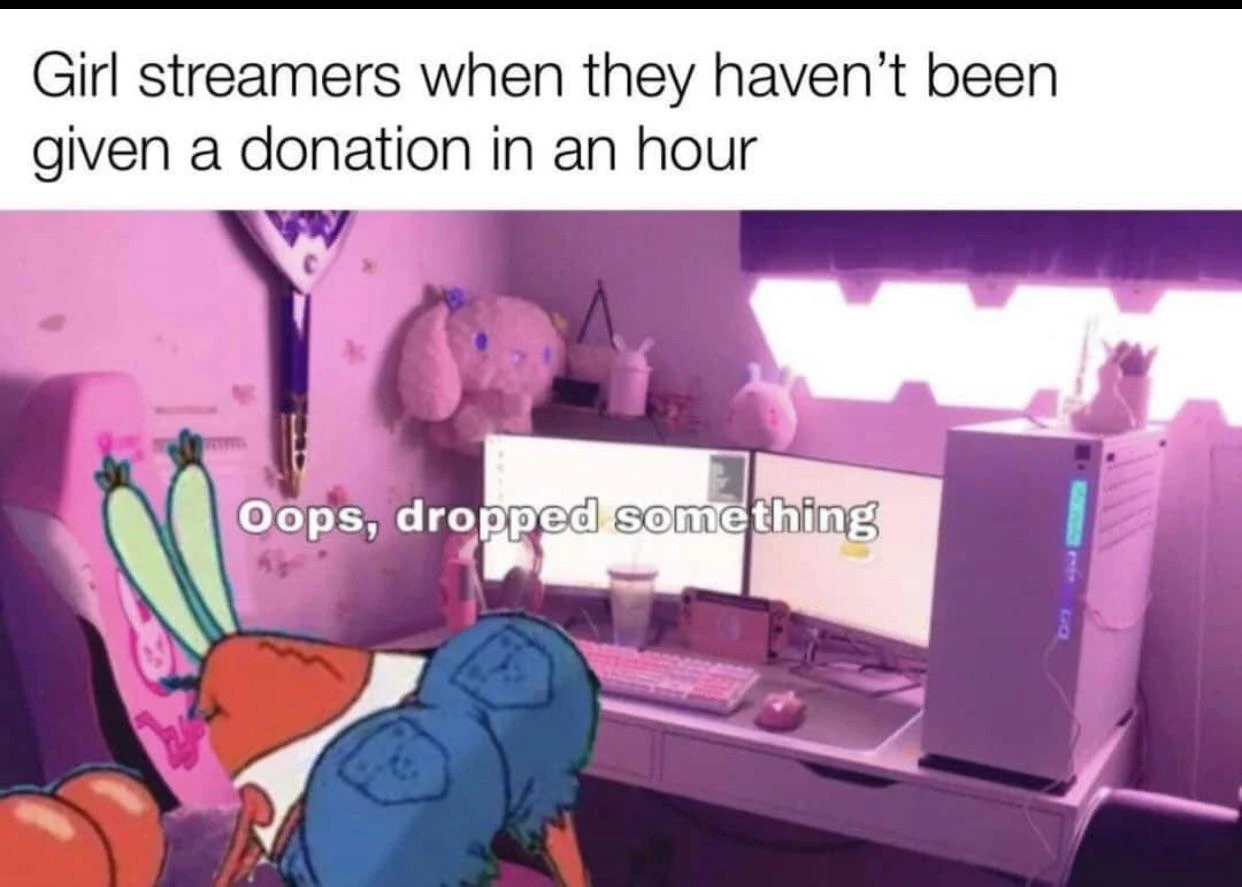 Girl streamers when they haven't been
given a donation in an hour
Oops, dropped something